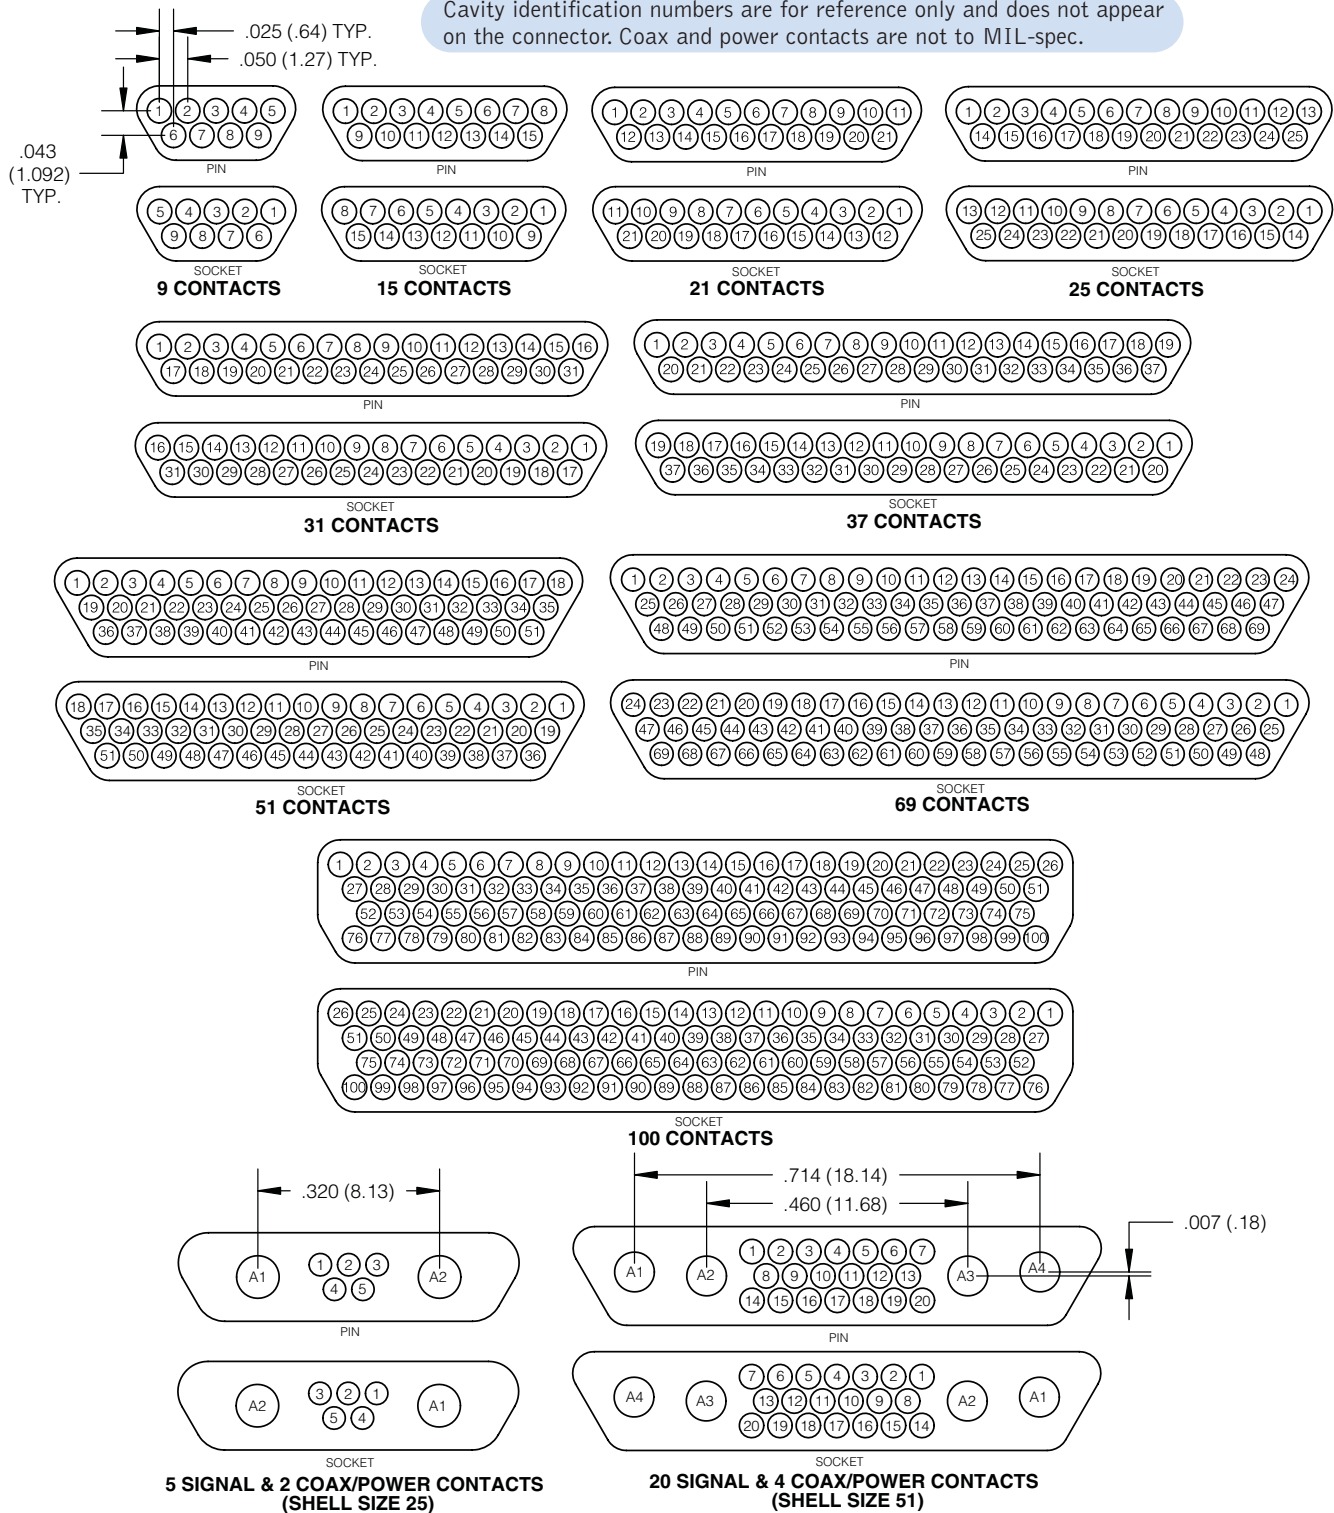 Cavity identification numbers are for reference only and does not appear
on the connector. Coax and power contacts are not to MIL-spec.
.025 (.64) TYP.
.050 (1.27) TYP.
.043
(1.092)
TYP.
1 2 3 4 5
6 7 8 9
PIN
5 4 3 2 1
9 8 7 6
SOCKET
9 CONTACTS
1 2 3 4 5 6 7 8
9 10 11 12 13 14 15
PIN
8 7 6 5 4 3 2 1
15 14 13 12 11 10 9
SOCKET
15 CONTACTS
1 2 3 4 5 6 7 8 9 10 11
12 13 14 15 16 17 18 19 20 21
PIN
11 10 9 8 7 6 5 4 3 2 1
21 20 19 18 17 16 15 14 13 12
SOCKET
21 CONTACTS
1 2 3 4 5 6 7 8 9 10 11 12 13
14 15 16 17 18 19 20 21 22 23 24 25
PIN
13 12 11 10 9 8 7 6 5 4 3 2 1
25 24 23 22 21 20 19 18 17 16 15 14
SOCKET
25 CONTACTS
1 2 3 4 5 6 7 8 9 10 11 12 13 14 15 16
17 18 19 20 21 22 23 24 25 26 27 28 29 30 31
PIN
16 15 14 13 12 11 10 9 8 7 6 5 4 3 2 1
31 30 29 28 27 26 25 24 23 22 21 20 19 18 17
SOCKET
31 CONTACTS
1 2 3 4 5 6 7 8 9 10 11 12 13 14 15 16 17 18 19
20 21 22 23 24 25 26 27 28 29 30 31 32 33 34 35 36 37
PIN
19 18 17 16 15 14 13 12 11 10 9 8 7 6 5 4 3 2 1
37 36 35 34 33 32 31 30 29 28 27 26 25 24 23 22 21 20
SOCKET
37 CONTACTS
1 2 3 4 5 6 7 8 9 10 11 12 13 14 15 16 17 18
19 20 21 22 23 24 25 26 27 28 29 30 31 32 33 34 35
36 37 38 39 40 41 42 43 44 45 46 47 48 49 50 51
PIN
18 17 16 15 14 13 12 11 10 9 8 7 6 5 4 3 2 1
35 34 33 32 31 30 29 28 27 26 25 24 23 22 21 20 19
51 50 49 48 47 46 45 44 43 42 41 40 39 38 37 36
SOCKET
51 CONTACTS
1 2 3 4 5 6 7 8 9 10 11 12 13 14 15 16 17 18 19 20 21 22 23 24
25 26 27 28 29 30 31 32 33 34 35 36 37 38 39 40 41 42 43 44 45 46 47
48 49 50 51 52 53 54 55 56 57 58 59 60 61 62 63 64 65 66 67 68 69
PIN
24 23 22 21 20 19 18 17 16 15 14 13 12 11 10 9 8 7 6 5 4 3 2 1
47 46 45 44 43 42 41 40 39 38 37 36 35 34 33 32 31 30 29 28 27 26 25
69 68 67 66 65 64 63 62 61 60 59 58 57 56 55 54 53 52 51 50 49 48
SOCKET
69 CONTACTS
1 2 3 4 5 6 7 8 9 10 11 12 13 14 15 16 17 18 19 20 21 22 23 24 25 26
27 28 29 30 31 32 33 34 35 36 37 38 39 40 41 42 43 44 45 46 47 48 49 50 51
52 53 54 55 56 57 58 59 60 61 62 63 64 65 66 67 68 69 70 71 72 73 74 75
76 77 78 79 80 81 82 83 84 85 86 87 88 89 90 91 92 93 94 95 96 97 98 99 100
PIN
26 25 24 23 22 21 20 19 18 17 16 15 14 13 12 11 10 9 8 7 6 5 4 3 2 1
51 50 49 48 47 46 45 44 43 42 41 40 39 38 37 36 35 34 33 32 31 30 29 28 27
75 74 73 72 71 70 69 68 67 66 65 64 63 62 61 60 59 58 57 56 55 54 53 52
100 99 98 97 96 95 94 93 92 91 90 89 88 87 86 85 84 83 82 81 80 79 78 77 76
SOCKET
100 CONTACTS
.320 (8.13)
A1 1 2 3 A2
4 5
PIN
A2 3 2 1 A1
5 4
SOCKET
5 SIGNAL & 2 COAX/POWER CONTACTS
(SHELL SIZE 25)
.714 (18.14)
.460 (11.68)
.007 (.18)
1 2 3 4 5 6 7
A1 A2 8 9 10 11 12 13 A3 A4
14 15 16 17 18 19 20
PIN
7 6 5 4 3 2 1
A4 A3 13 12 11 10 9 8 A2 A1
20 19 18 17 16 15 14
SOCKET
20 SIGNAL & 4 COAX/POWER CONTACTS
(SHELL SIZE 51)